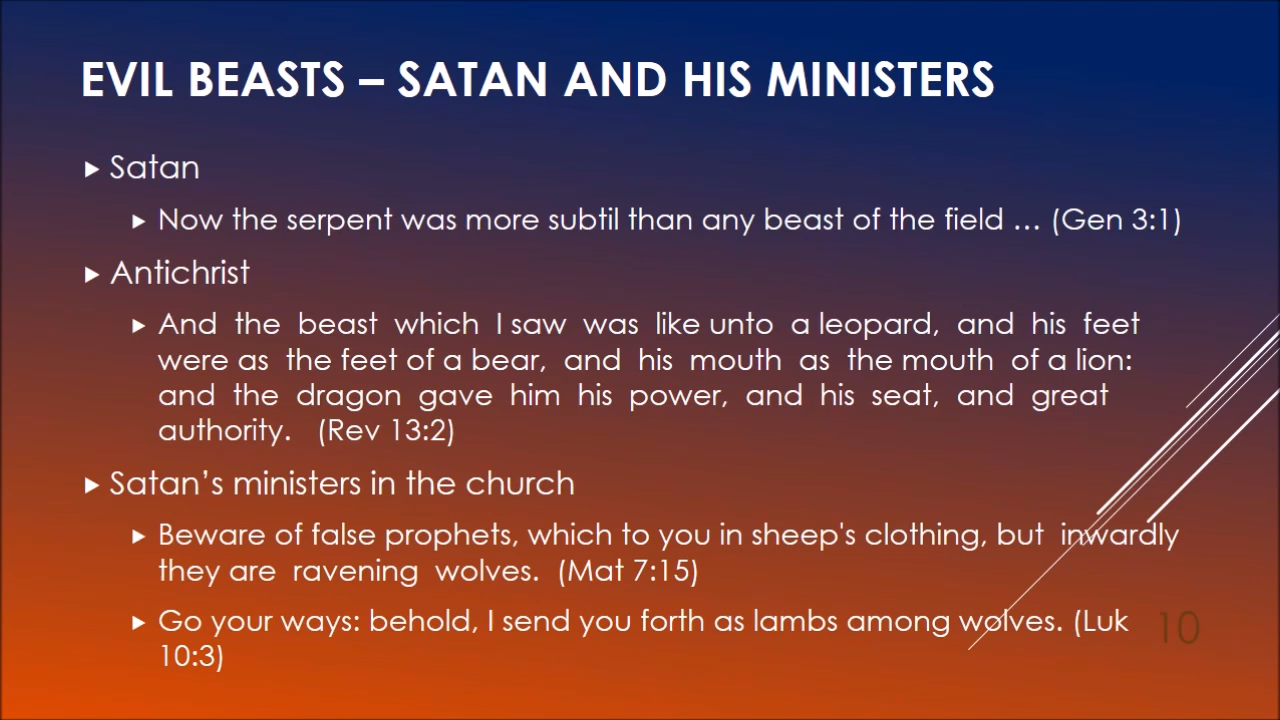 EVIL BEASTS – SATAN AND HIS MINISTERS
Satan
Now the serpent was more subtil than any beast of the field … (Gen 3:1)
Antichrist
And the beast which I saw was like unto a leopard, and his feet
were as the feet of a bear, and his mouth as the mouth of a lion:
and the dragon gave him his power, and his seat, and great
authority. (Rev 13:2)
Satan’s ministers in the church
Beware of false prophets, which to you in sheep's clothing, but inwardly
they are ravening wolves. (Mat 7:15)
Go your ways: behold, I send you forth as lambs among wolves. (Luk
10:3)
10